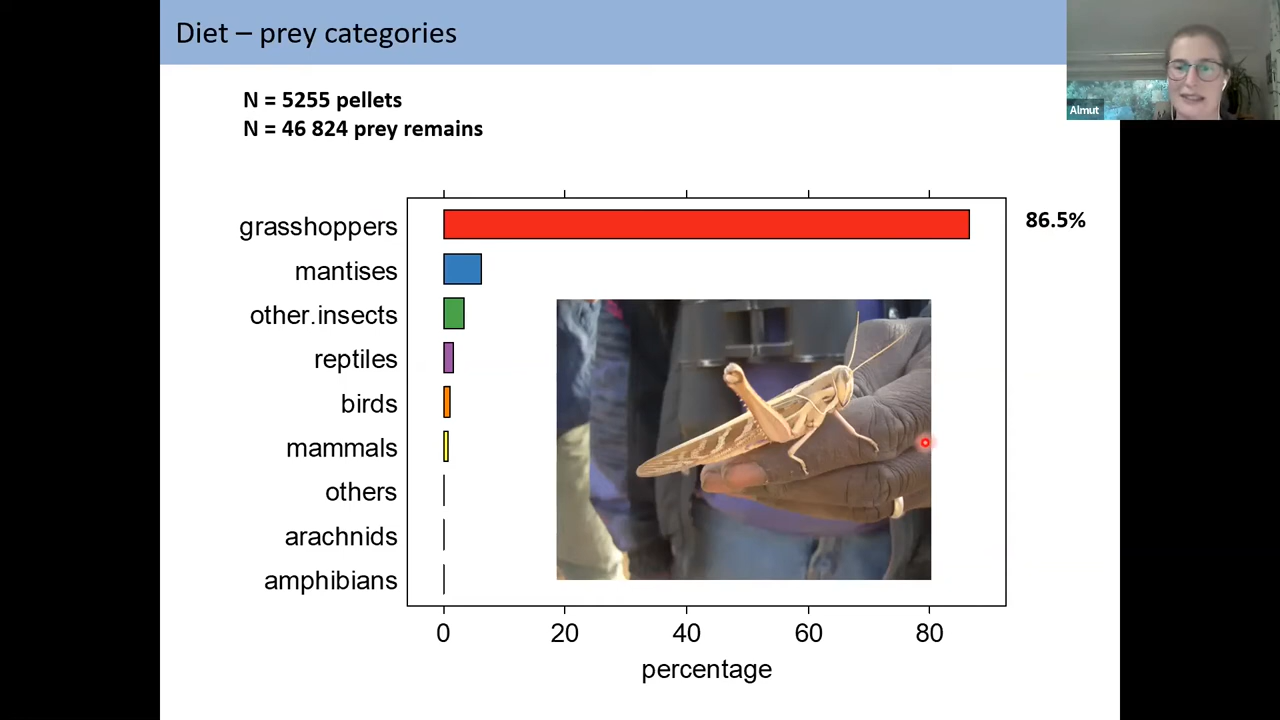 Diet – prey categories
Almut
N = 5255 pellets
N = 46 824 prey remains
grasshoppers
86.5%
mantises
other.insects
reptiles
birds
mammals
others
arachnids
amphibians
0 20 40 60 80
percentage